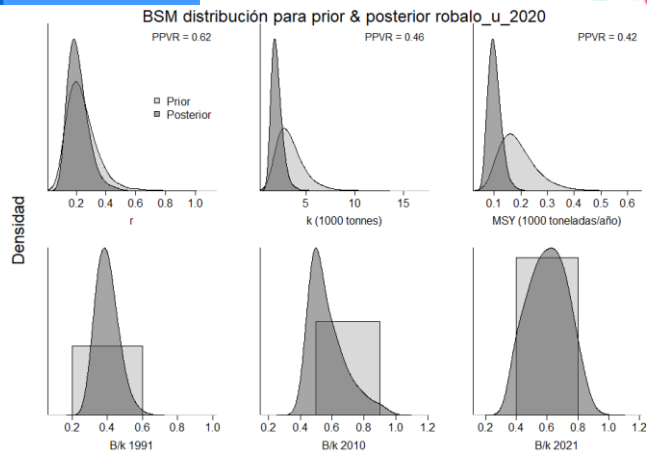 BSM distribución para prior & posterior robalo_u_2020
PPVR = 0.62
PPVR = 0.46
PPVR = 0.42
Prior
Posterior
0.2 0.4 0.6 0.8 1.0
r
5 10 15
k (1000 tonnes)
0.1 0.2 0.3 0.4 0.5 0.6
MSY (1000 toneladas/año)
Densidad
0.2 0.4 0.6 0.8 1.0
B/k 1991
0.2 0.4 0.6 0.8 1.0 1.2
B/k 2010
0.2 0.4 0.6 0.8 1.0 1.2
B/k 2021